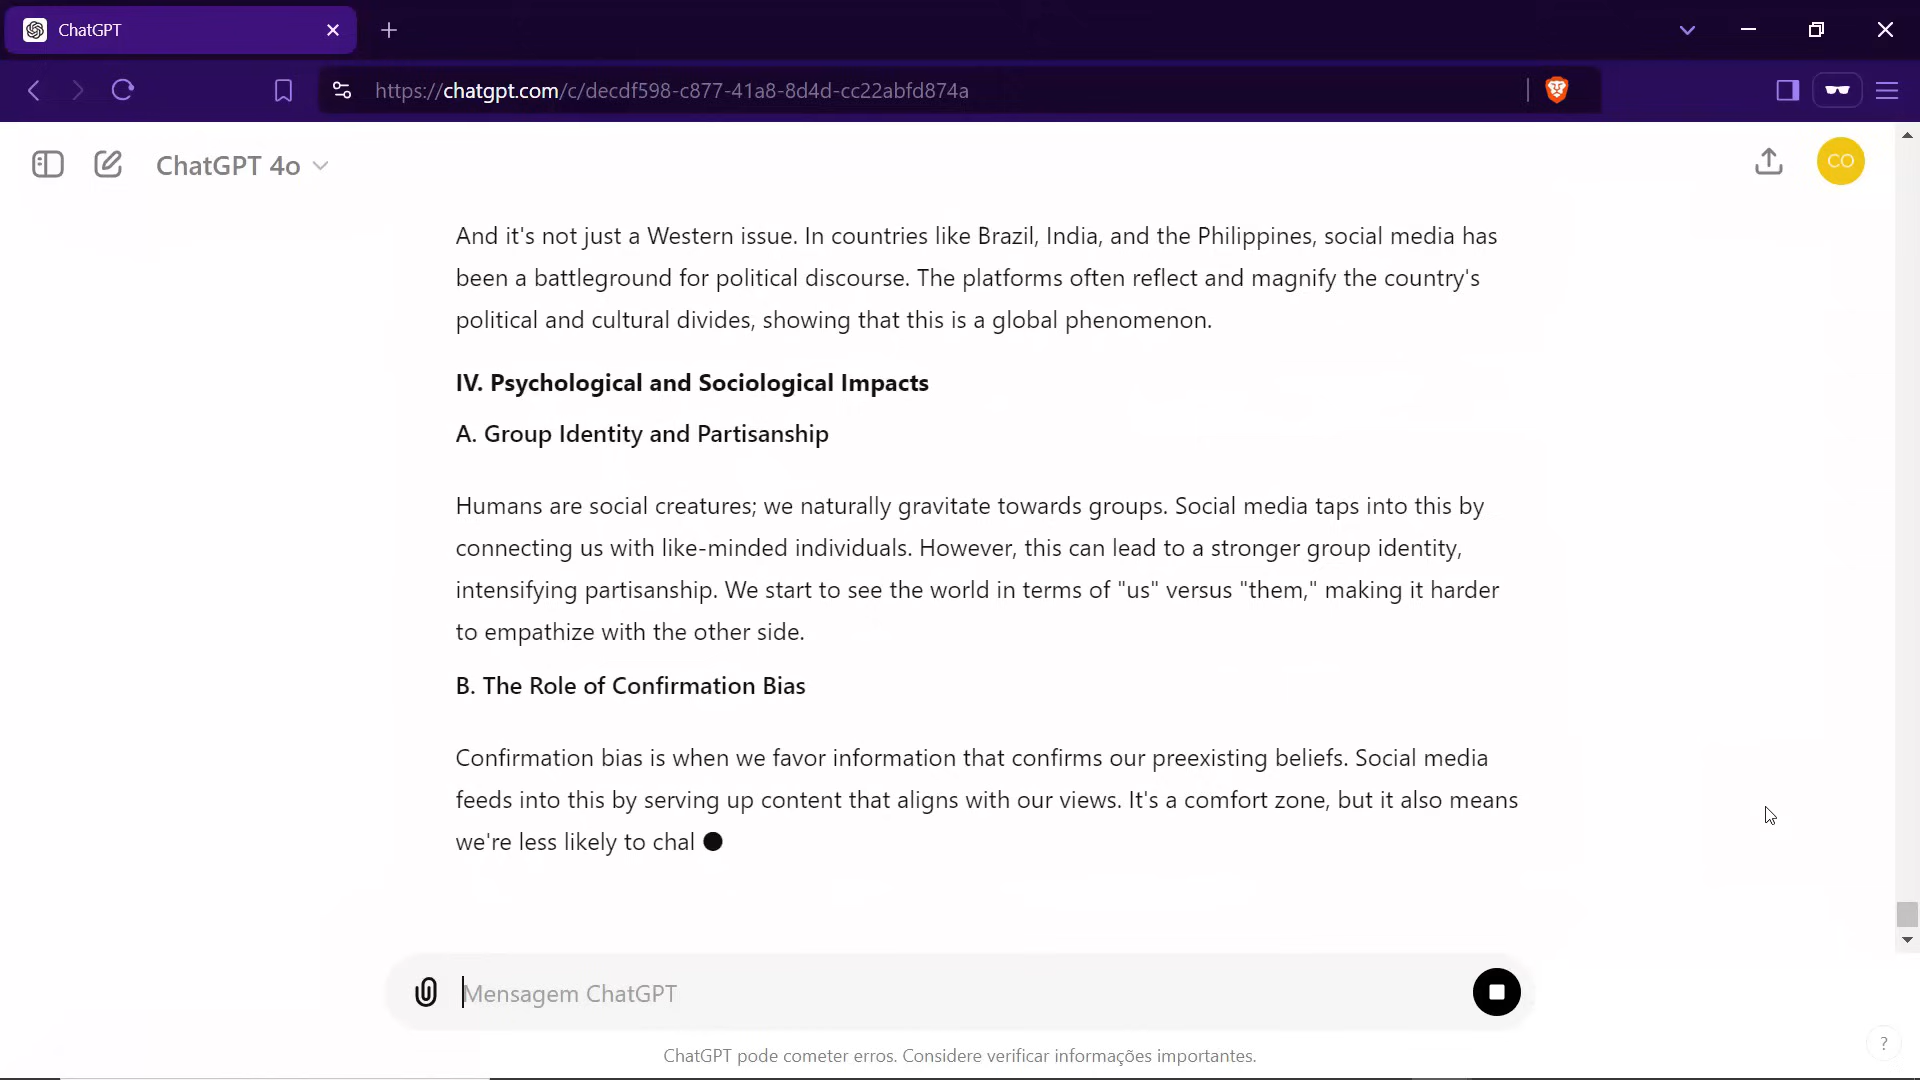 ChatGPT
https://chatgpt.com/c/decdf598-c877-41a8-8d4d-cc22abfd874a
ChatGPT 4o
CO
And it's not just a Western issue. In countries like Brazil, India, and the Philippines, social media has
been a battleground for political discourse. The platforms often reflect and magnify the country's
political and cultural divides, showing that this is a global phenomenon.
IV. Psychological and Sociological Impacts
A. Group Identity and Partisanship
Humans are social creatures; we naturally gravitate towards groups. Social media taps into this by
connecting us with like-minded individuals. However, this can lead to a stronger group identity,
intensifying partisanship. We start to see the world in terms of "us" versus "them," making it harder
to empathize with the other side.
B. The Role of Confirmation Bias
Confirmation bias is when we favor information that confirms our preexisting beliefs. Social media
feeds into this by serving up content that aligns with our views. It's a comfort zone, but it also means
we're less likely to chal
Mensagem ChatGPT
ChatGPT pode cometer erros. Considere verificar informações importantes.
?